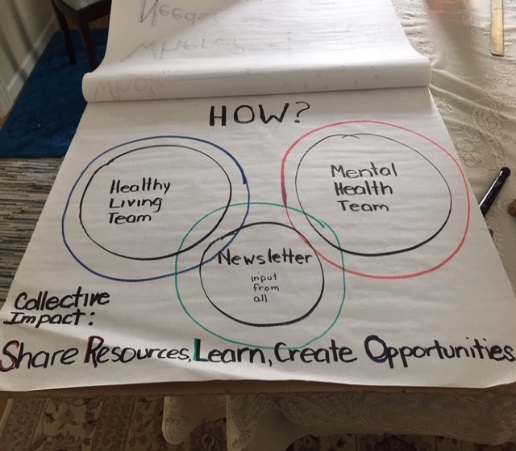 HOW?
Healthy
Living
Team
Mental
Health
Team
Newsletter
input
from
all
Collective
Impact:
Share Resources, Learn, Create Opportunities